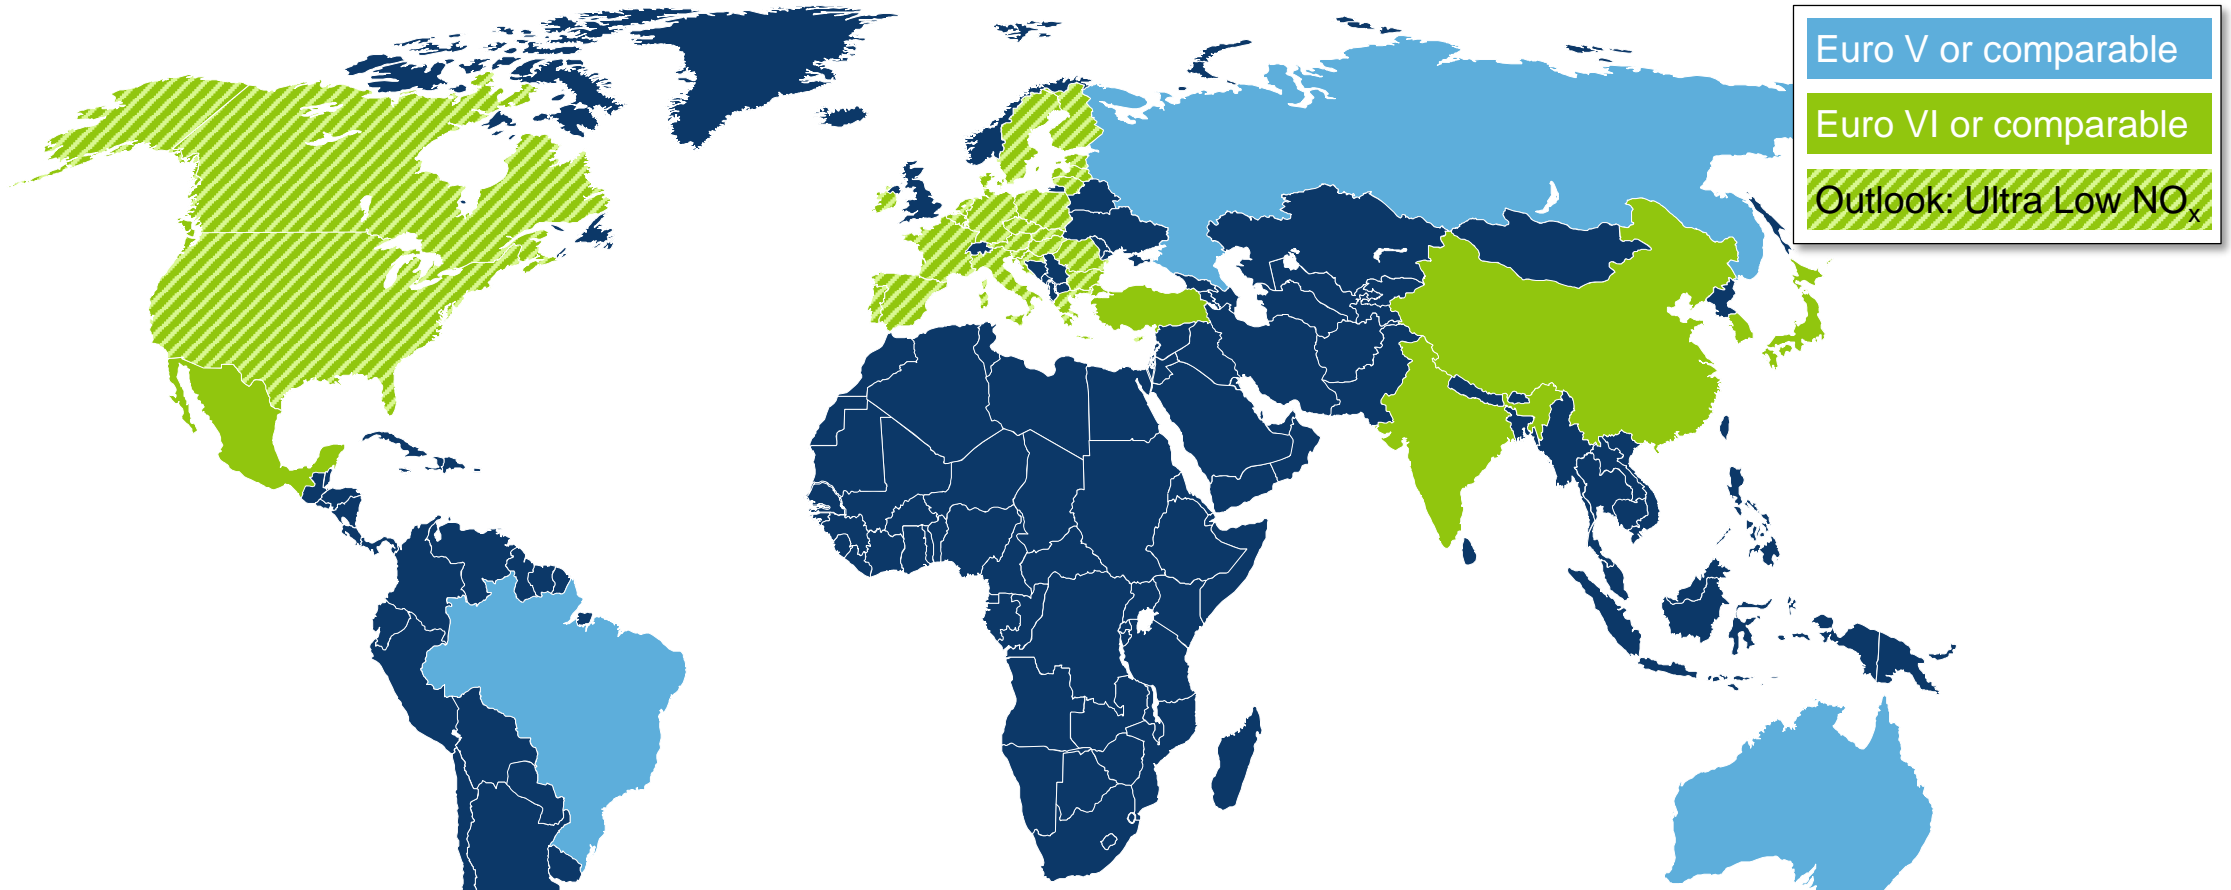 Euro V or comparable
Euro VI or comparable
Outlook: Ultra Low NOx